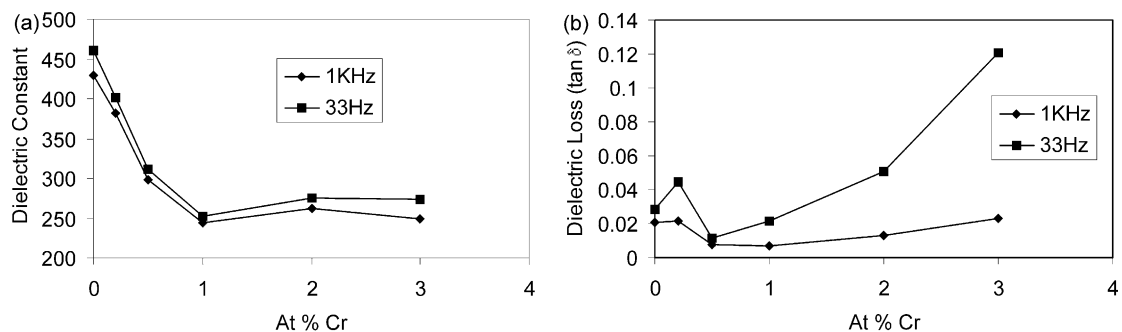 (a)
500
450
400
350
300
250
200
Dielectric Constant
1KHz
33Hz
0 1 2 3 4
At % Cr
(b)
0.14
0.12
0.1
0.08
0.06
0.04
0.02
0
Dielectric Loss (tan δ)
1KHz
33Hz
0 1 2 3 4
At % Cr